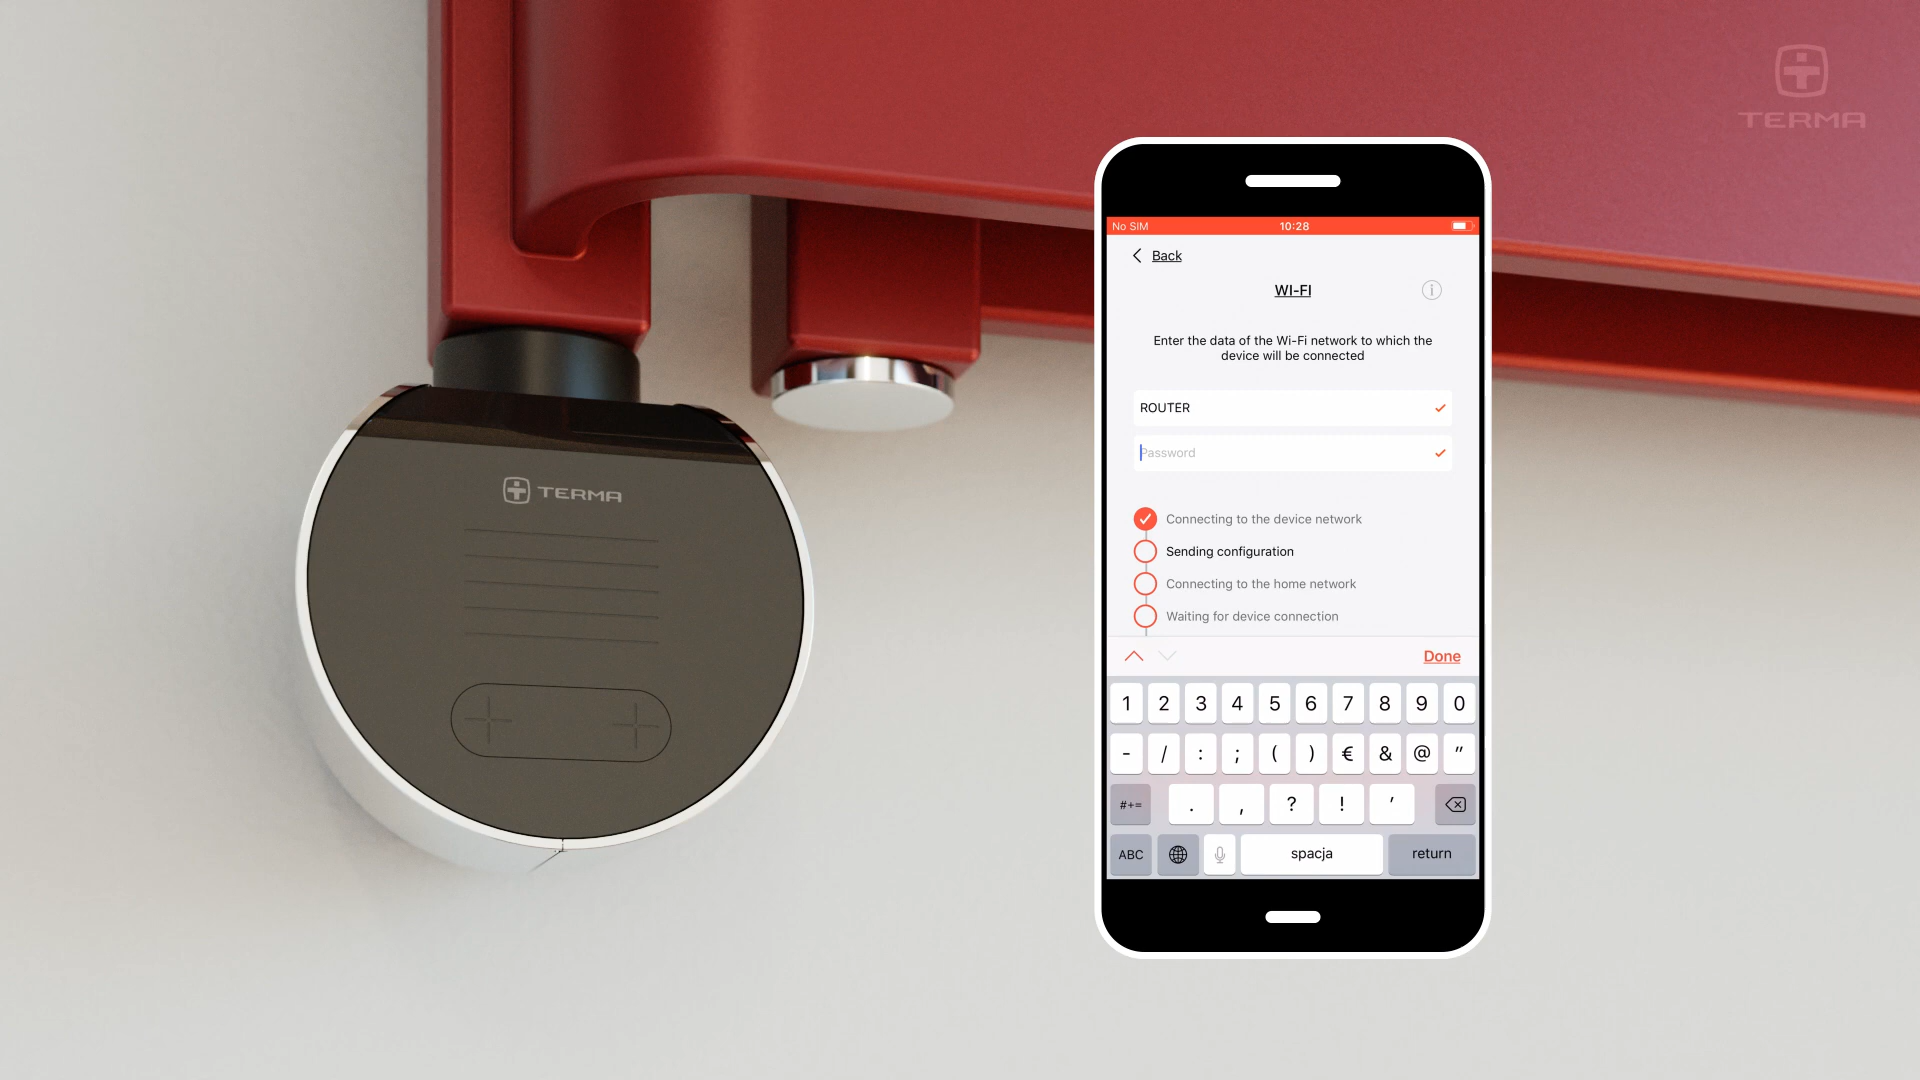 TERMA
TERMA
No SIM
10:28
Back
WI-FI
i
Enter the data of the Wi-Fi network to which the
device will be connected
ROUTER
Password
Connecting to the device network
Sending configuration
Connecting to the home network
Waiting for device connection
Done
1 2 3 4 5 6 7 8 9 0
- / : ; ( ) € & @ "
#+= . , ? ! '
ABC spacja return